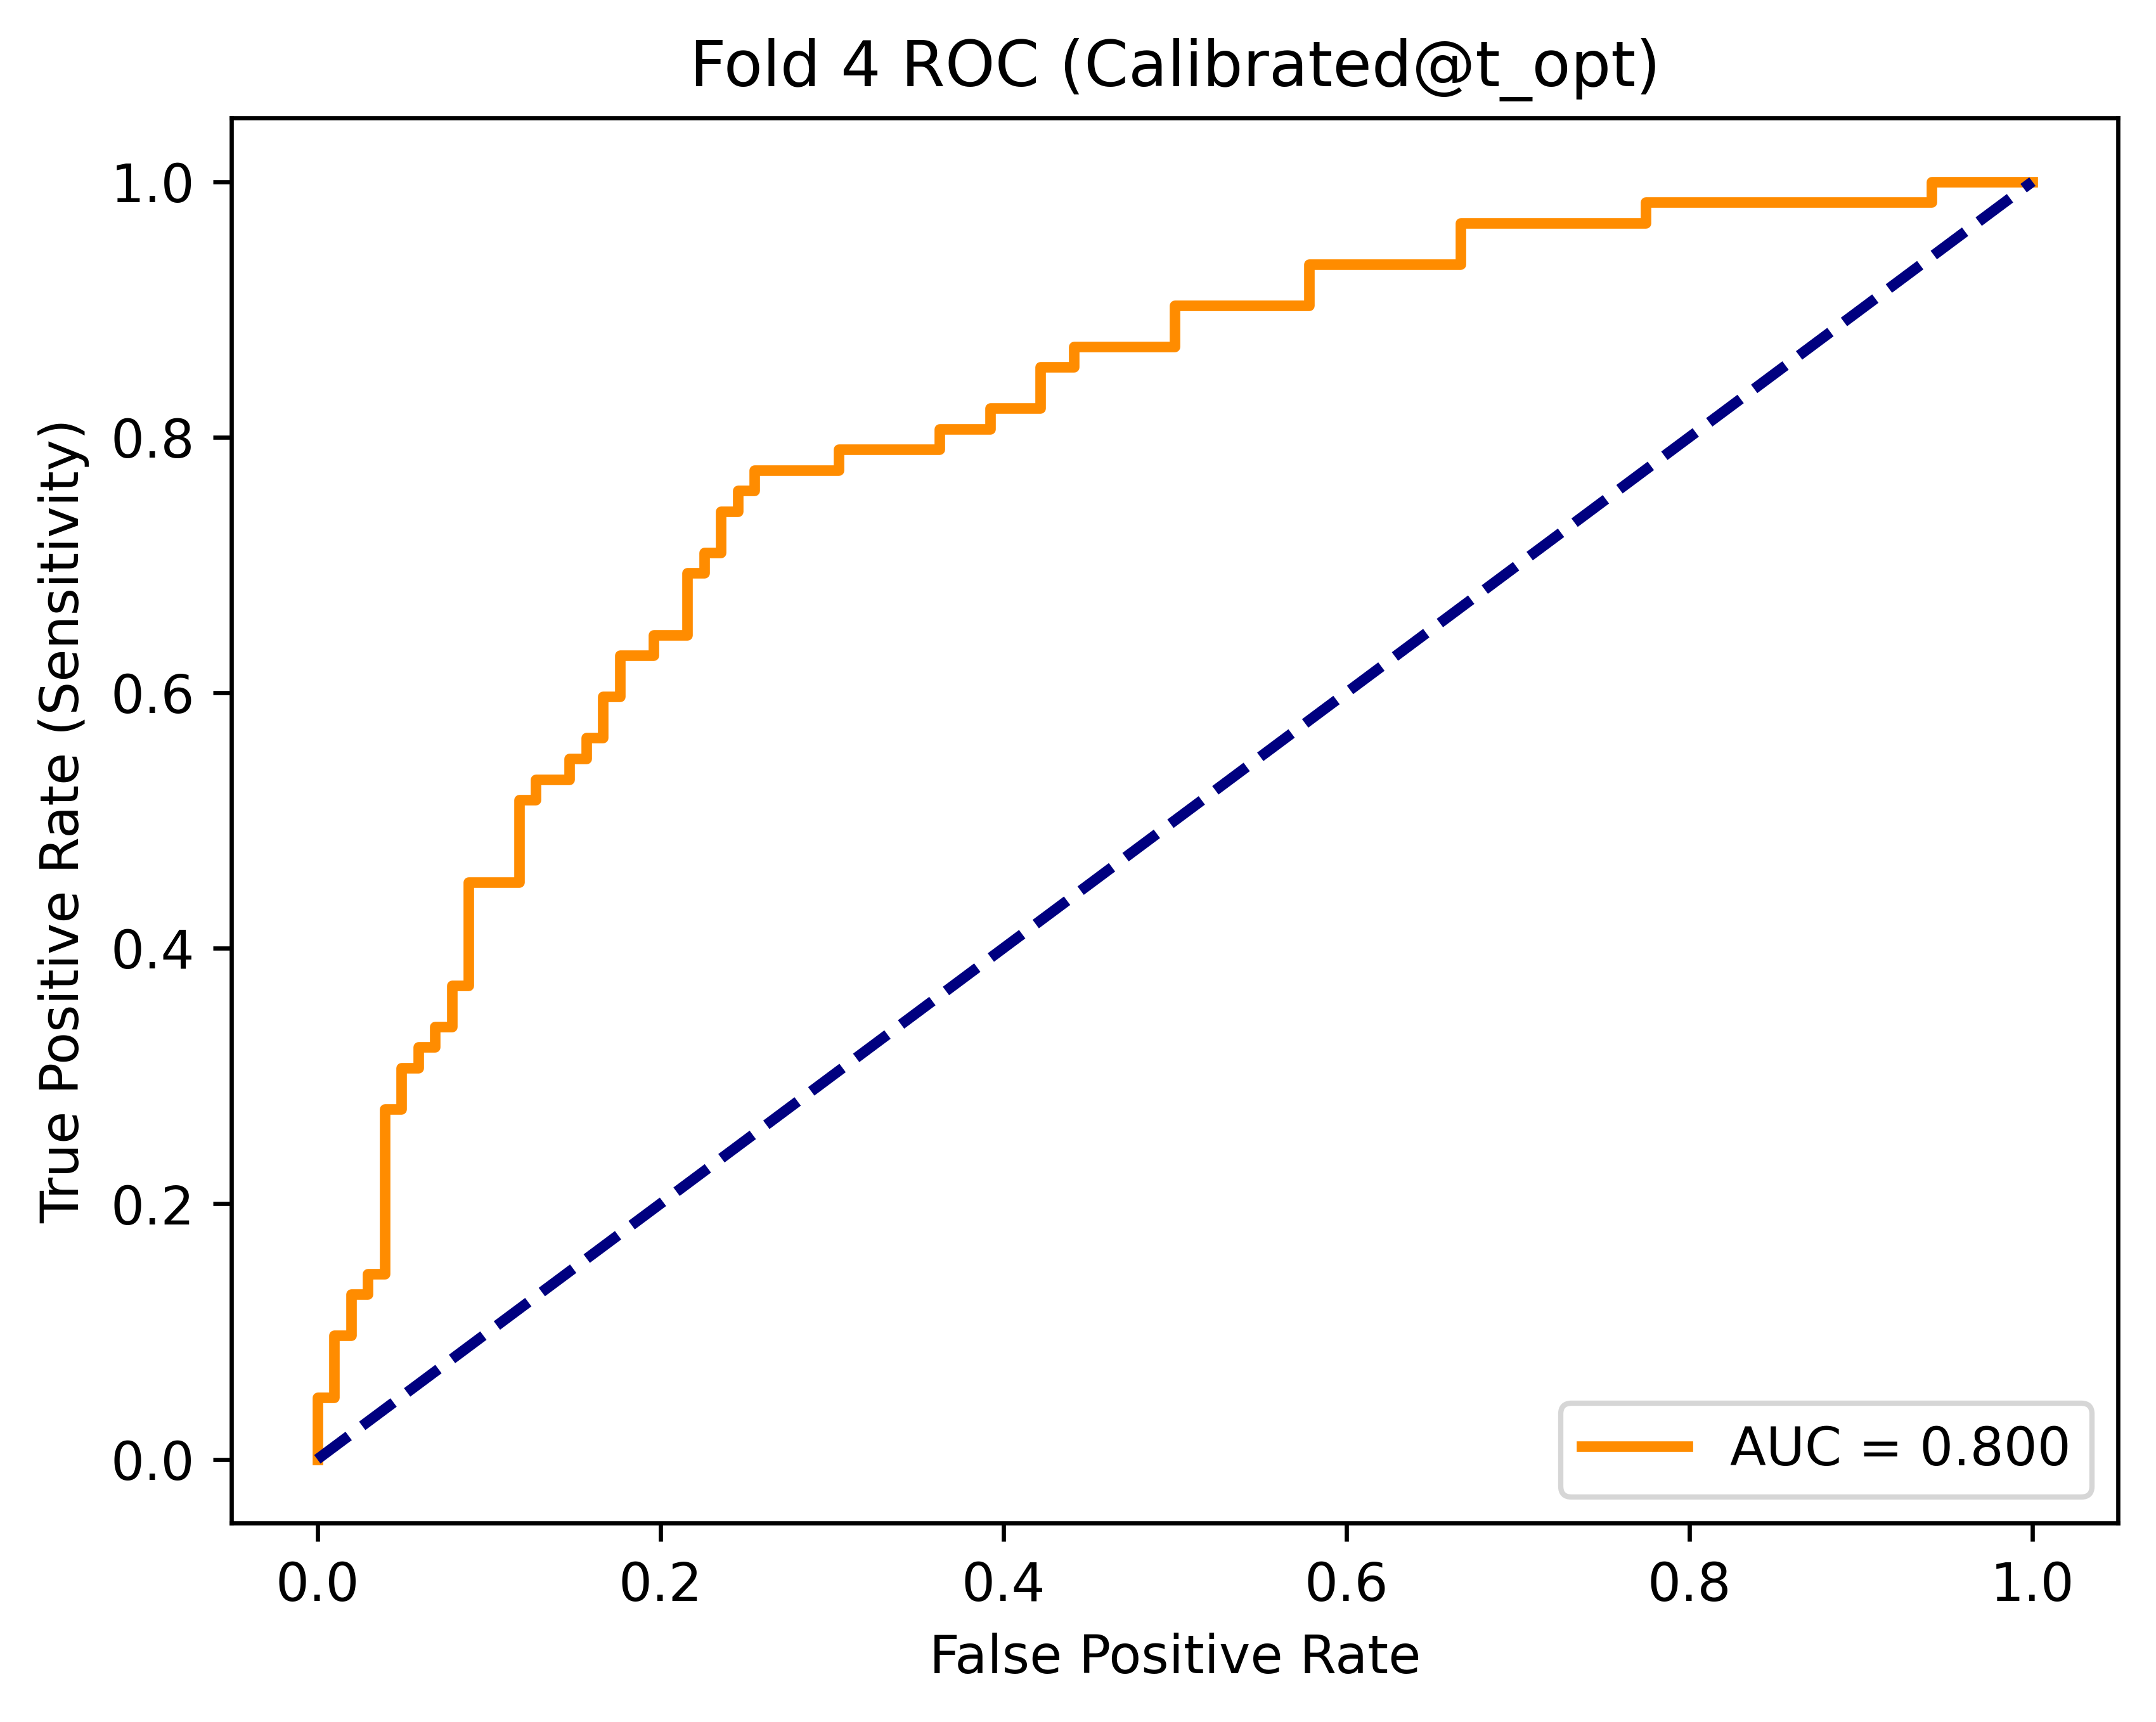 Fold 4 ROC (Calibrated@t_opt)
True Positive Rate (Sensitivity)
1.0
0.8
0.6
0.4
0.2
0.0
AUC = 0.800
0.0 0.2 0.4 0.6 0.8 1.0
False Positive Rate